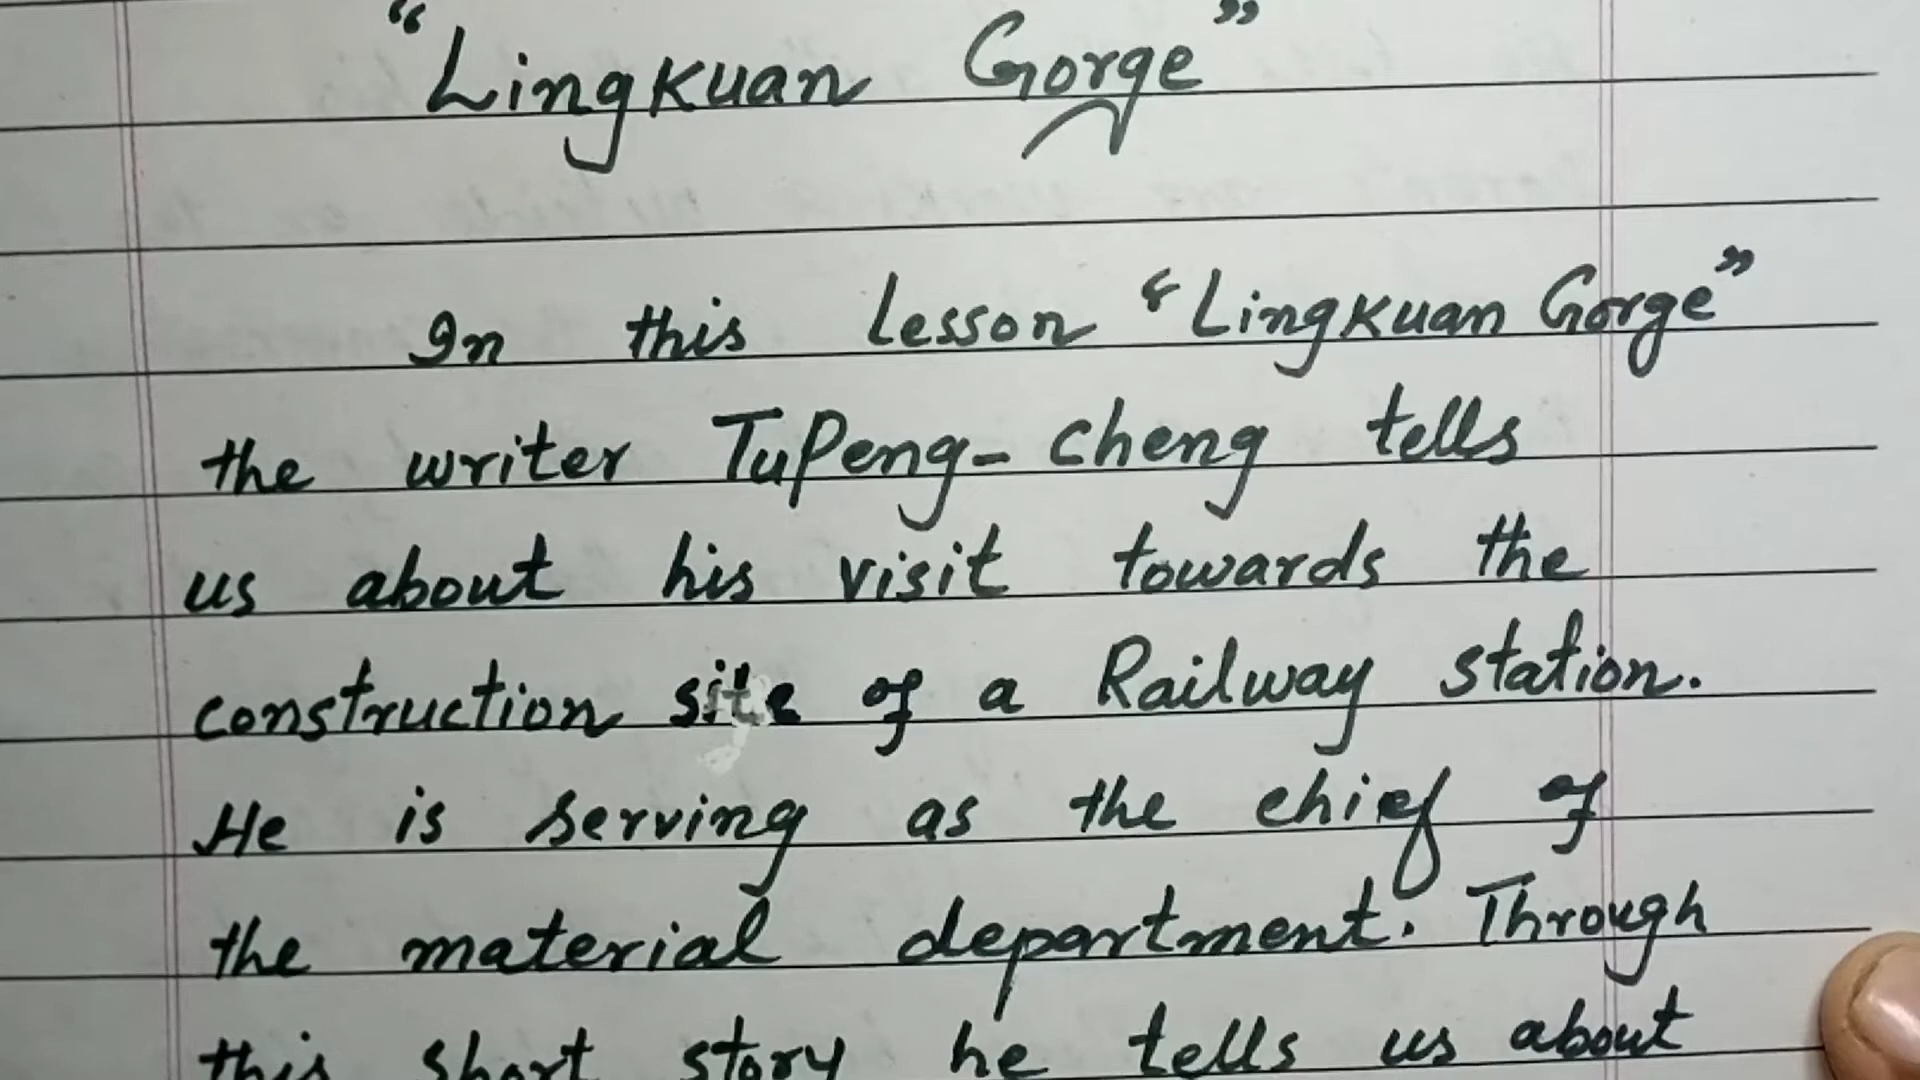 "Lingkuan Gorge"
In this Lesson "Lingkuan Gorge"
the writer TuPeng-cheng tells
us about his visit towards the
construction site of a Railway station.
He is serving as the chief of
the material department. Through
this short story he tells us about